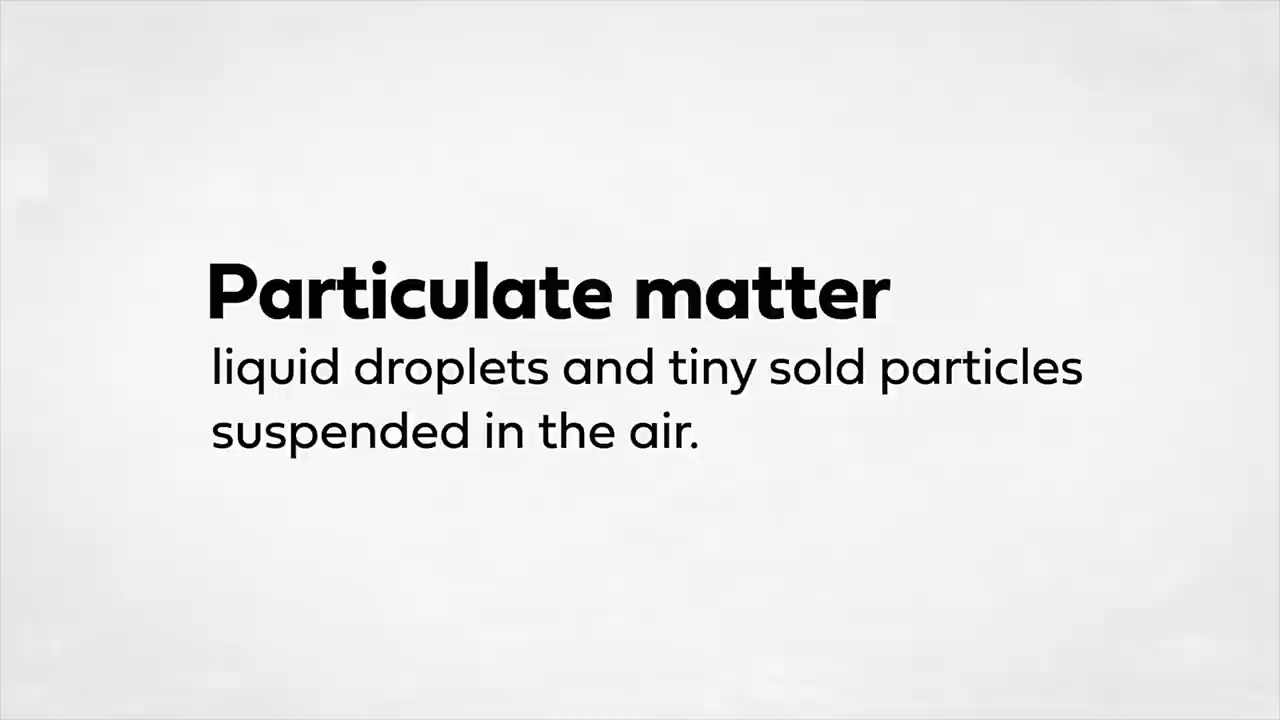 Particulate matter
liquid droplets and tiny sold particles
suspended in the air.